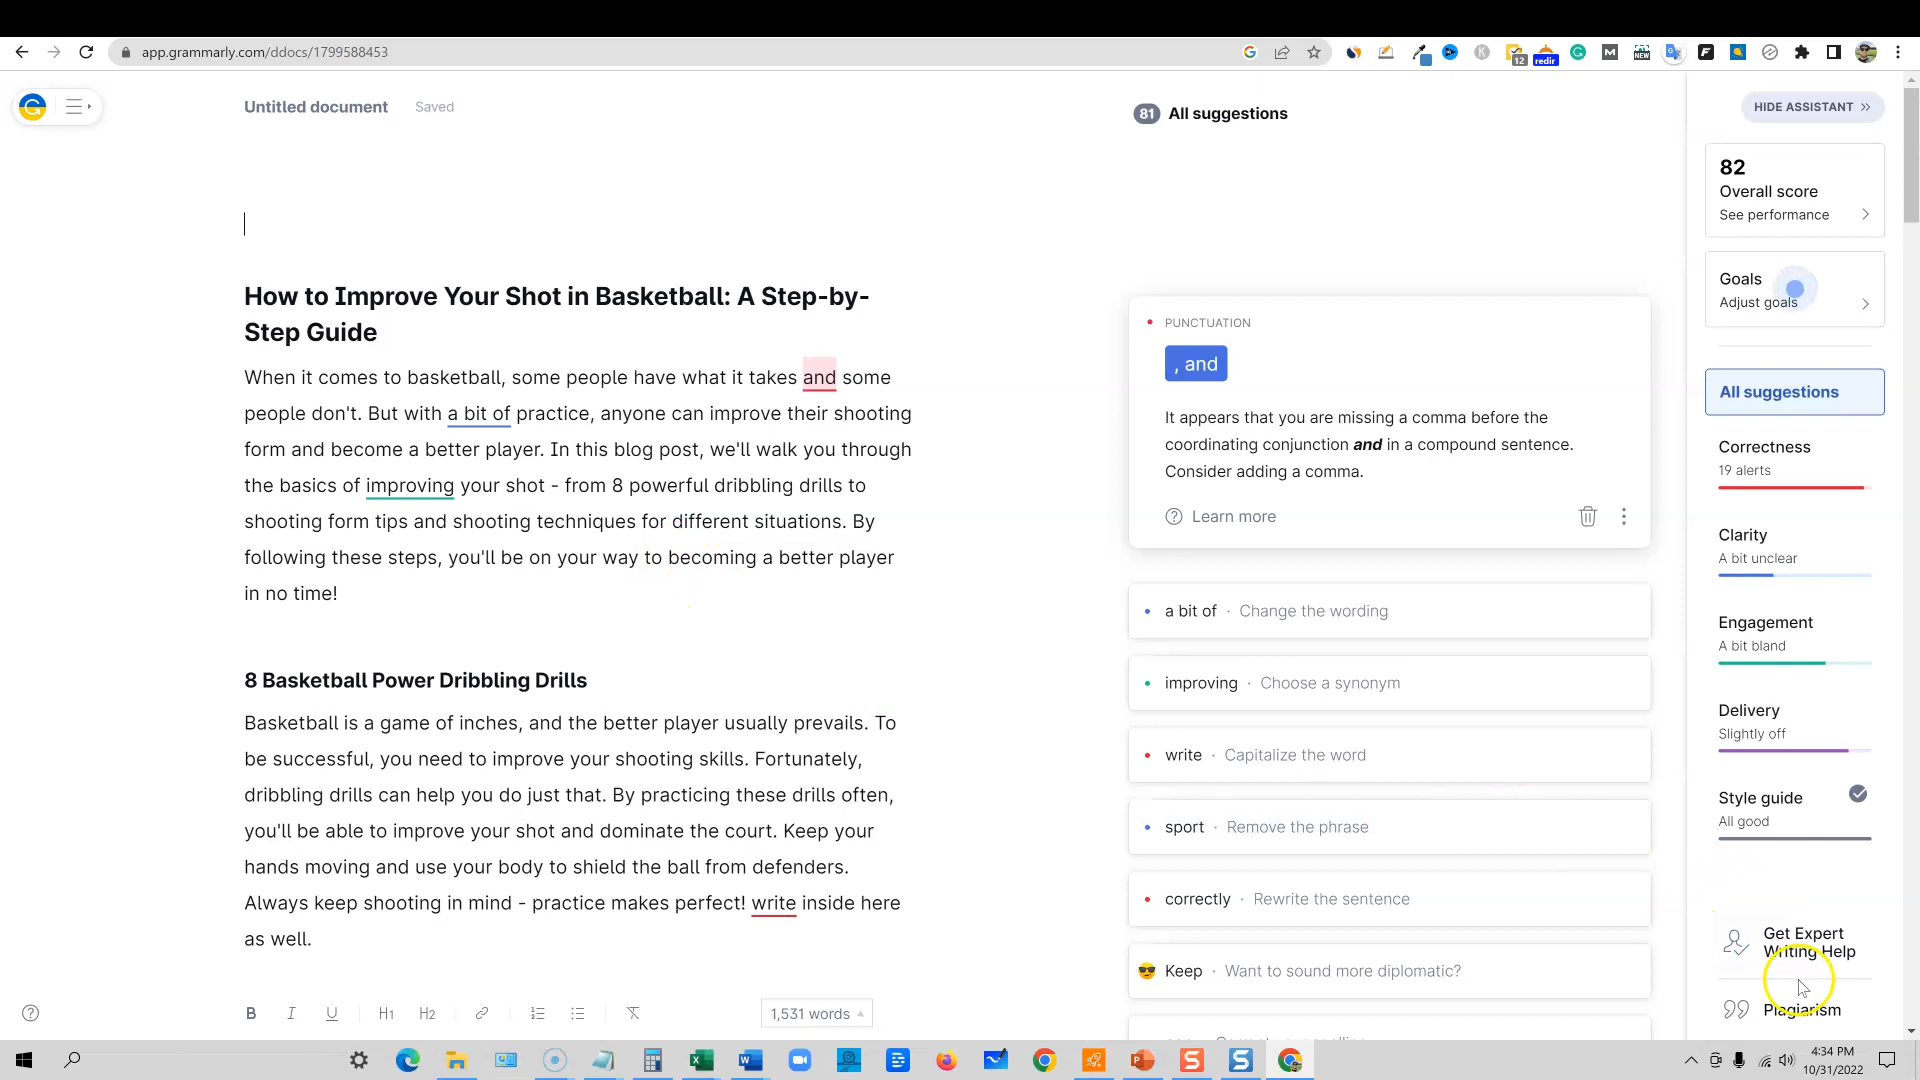 app.grammarly.com/ddocs/1799588453
12
redir
NEW
Untitled document
Saved
81 All suggestions
HIDE ASSISTANT
82
Overall score
See performance
Goals
Adjust goals
How to Improve Your Shot in Basketball: A Step-by-
Step Guide
When it comes to basketball, some people have what it takes and some
people don't. But with a bit of practice, anyone can improve their shooting
form and become a better player. In this blog post, we'll walk you through
the basics of improving your shot - from 8 powerful dribbling drills to
shooting form tips and shooting techniques for different situations. By
following these steps, you'll be on your way to becoming a better player
in no time!
8 Basketball Power Dribbling Drills
Basketball is a game of inches, and the better player usually prevails. To
be successful, you need to improve your shooting skills. Fortunately,
dribbling drills can help you do just that. By practicing these drills often,
you'll be able to improve your shot and dominate the court. Keep your
hands moving and use your body to shield the ball from defenders.
Always keep shooting in mind - practice makes perfect! write inside here
as well.
PUNCTUATION
, and
It appears that you are missing a comma before the
coordinating conjunction and in a compound sentence.
Consider adding a comma.
Learn more
a bit of · Change the wording
improving · Choose a synonym
write · Capitalize the word
sport · Remove the phrase
correctly · Rewrite the sentence
Keep · Want to sound more diplomatic?
All suggestions
Correctness
19 alerts
Clarity
A bit unclear
Engagement
A bit bland
Delivery
Slightly off
Style guide
All good
Get Expert
Writing Help
Plagiarism
B I U H1 H2
1,531 words
4:34 PM
10/31/2022